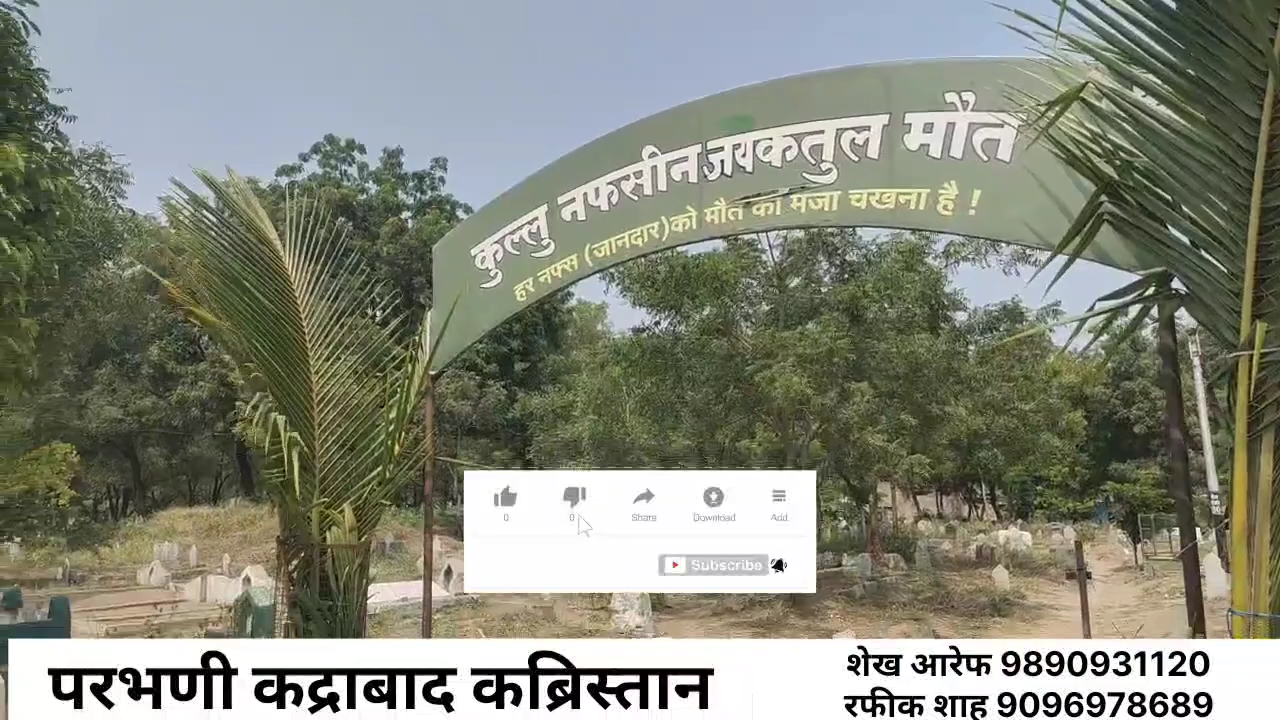 कुल्लु नफसीन जयकतुल मौत
हर नफ्स (जानदार)को मौत का मजा चखना है !
0 0 Share Download Add
Subscribe
परभणी कद्राबाद कब्रिस्तान
शेख आरेफ 9890931120
रफीक शाह 9096978689